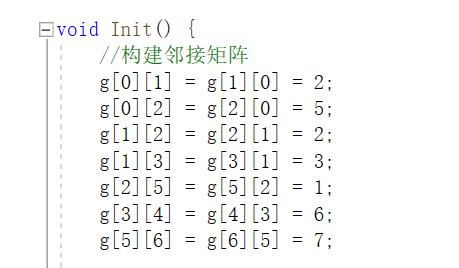 void Init() {
//构建邻接矩阵
g[0][1] = g[1][0] = 2;
g[0][2] = g[2][0] = 5;
g[1][2] = g[2][1] = 2;
g[1][3] = g[3][1] = 3;
g[2][5] = g[5][2] = 1;
g[3][4] = g[4][3] = 6;
g[5][6] = g[6][5] = 7;